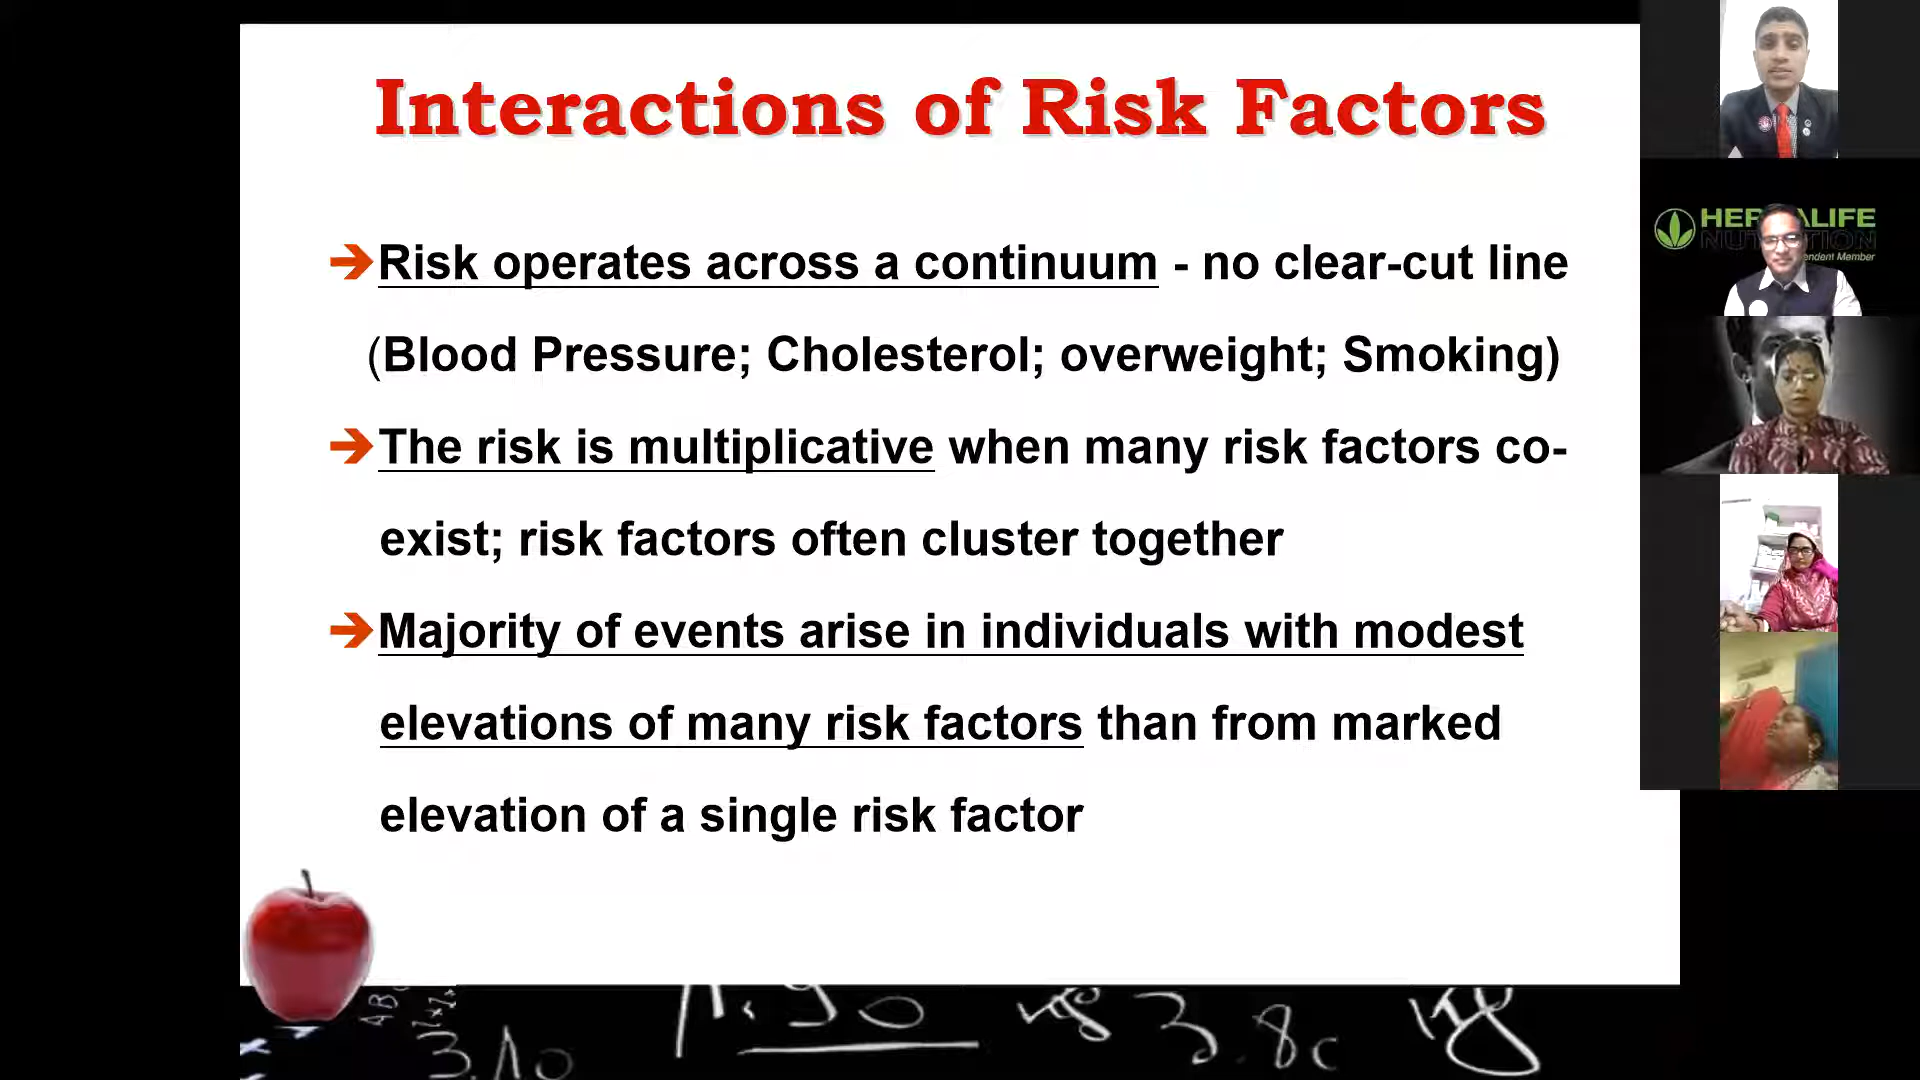 Interactions of Risk Factors
Risk operates across a continuum - no clear-cut line
(Blood Pressure; Cholesterol; overweight; Smoking)
The risk is multiplicative when many risk factors co-
exist; risk factors often cluster together
Majority of events arise in individuals with modest
elevations of many risk factors than from marked
elevation of a single risk factor